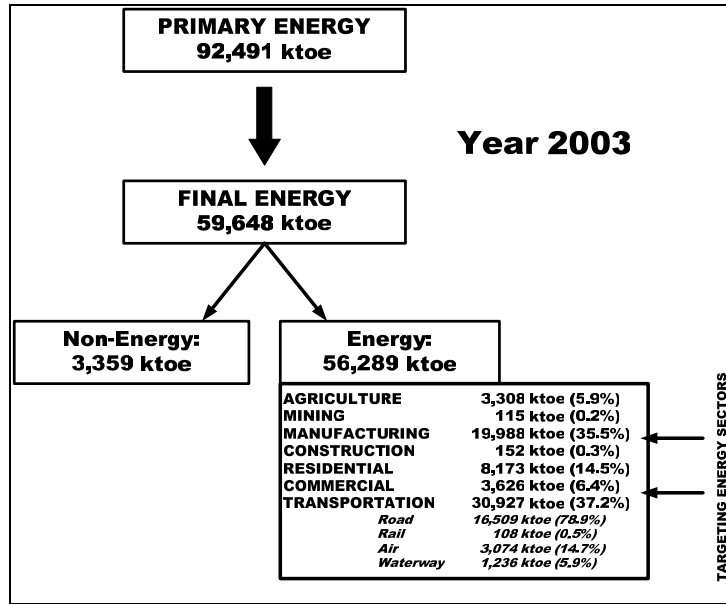 PRIMARY ENERGY
92,491 ktoe
Year 2003
FINAL ENERGY
59,648 ktoe
Non-Energy:
3,359 ktoe
Energy:
56,289 ktoe
AGRICULTURE 3,308 ktoe (5.9%)
MINING 115 ktoe (0.2%)
MANUFACTURING 19,988 ktoe (35.5%)
CONSTRUCTION 152 ktoe (0.3%)
RESIDENTIAL 8,173 ktoe (14.5%)
COMMERCIAL 3,626 ktoe (6.4%)
TRANSPORTATION 30,927 ktoe (37.2%)
Road 16,509 ktoe (78.9%)
Rail 108 ktoe (0.5%)
Air 3,074 ktoe (14.7%)
Waterway 1,236 ktoe (5.9%)
TARGETING ENERGY SECTORS